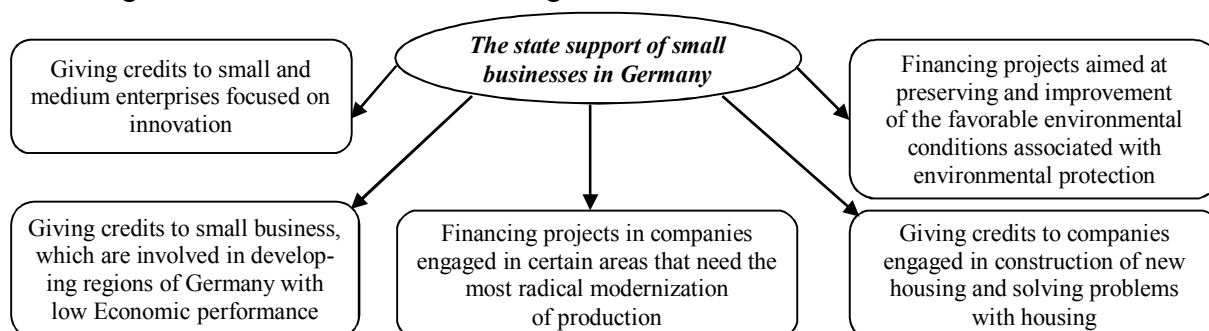 The state support of small
businesses in Germany
Giving credits to small and
medium enterprises focused on
innovation
Financing projects aimed at
preserving and improvement
of the favorable environmental
conditions associated with
environmental protection
Giving credits to small business,
which are involved in develop-
ing regions of Germany with
low Economic performance
Financing projects in companies
engaged in certain areas that need the
most radical modernization
of production
Giving credits to companies
engaged in construction of new
housing and solving problems
with housing